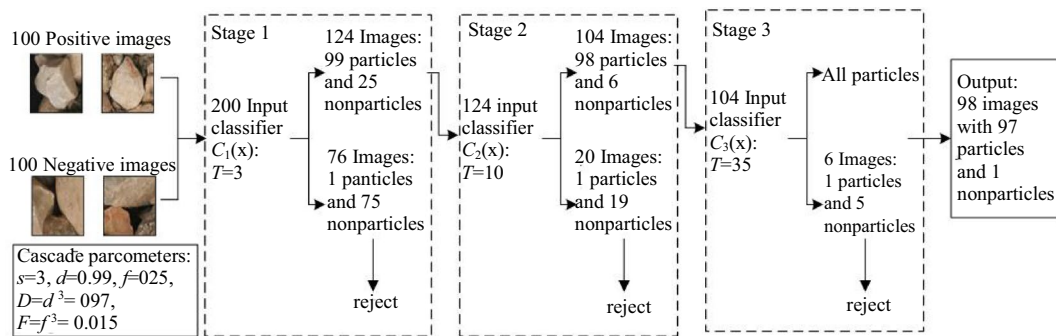 100 Positive images
100 Negative images
Cascade parcometers:
s=3, d=0.99, f=025,
D=d³= 097,
F=f³= 0.015
Stage 1
200 Input
classifier
C₁(x):
T=3
124 Images:
99 particles
and 25
nonparticles
76 Images:
1 panticles
and 75
nonparticles
reject
Stage 2
124 input
classifier
C₂(x):
T=10
104 Images:
98 particles
and 6
nonparticles
20 Images:
1 particles
and 19
nonparticles
reject
Stage 3
104 Input
classifier
C₃(x):
T=35
All particles
6 Images:
1 particles
and 5
nonparticles
reject
Output:
98 images
with 97
particles
and 1
nonparticles